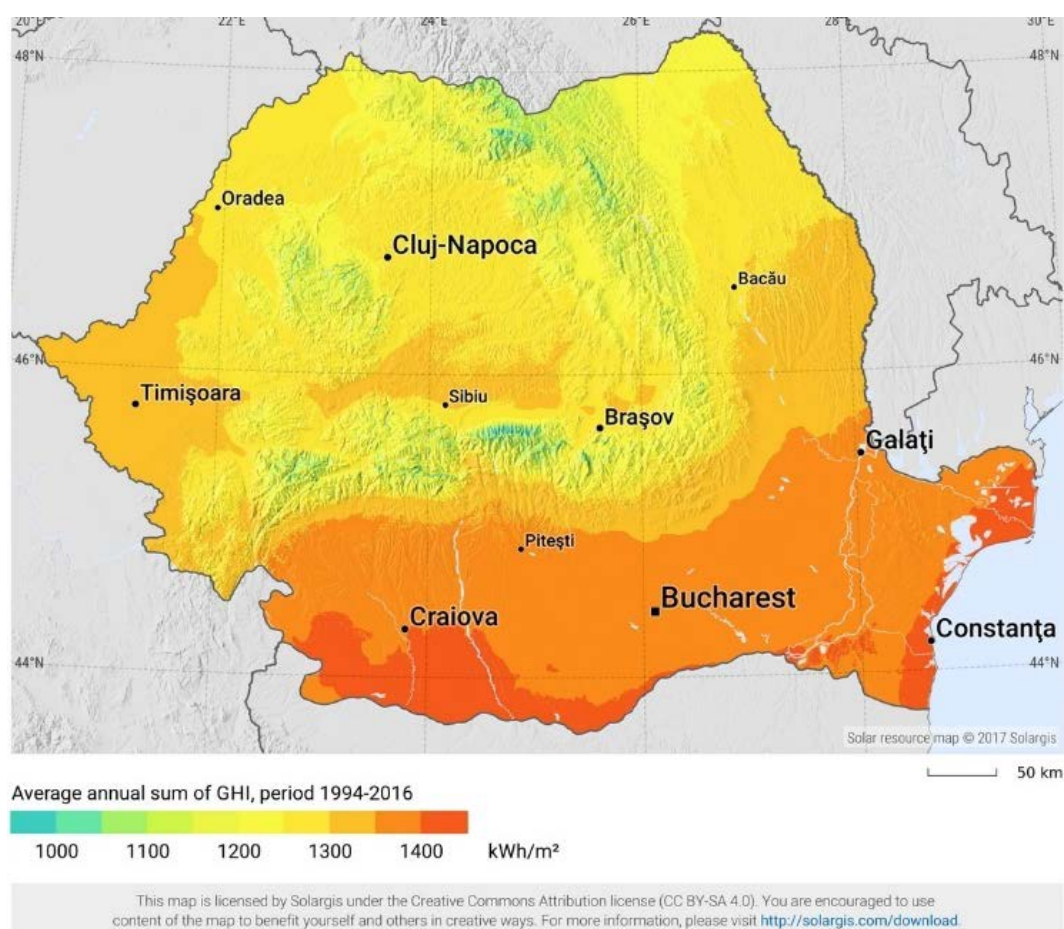 20°E 22°E 24°E 26°E 28°E 30°E
48°N 48°N
Oradea
Cluj-Napoca
Bacău
46°N 46°N
Timişoara
Sibiu
Braşov
Galaţi
Piteşti
Bucharest
Craiova
Constanţa
44°N 44°N
Solar resource map © 2017 Solargis
50 km
Average annual sum of GHI, period 1994-2016
1000 1100 1200 1300 1400 kWh/m²
This map is licensed by Solargis under the Creative Commons Attribution license (CC BY-SA 4.0). You are encouraged to use
content of the map to benefit yourself and others in creative ways. For more information, please visit http://solargis.com/download.